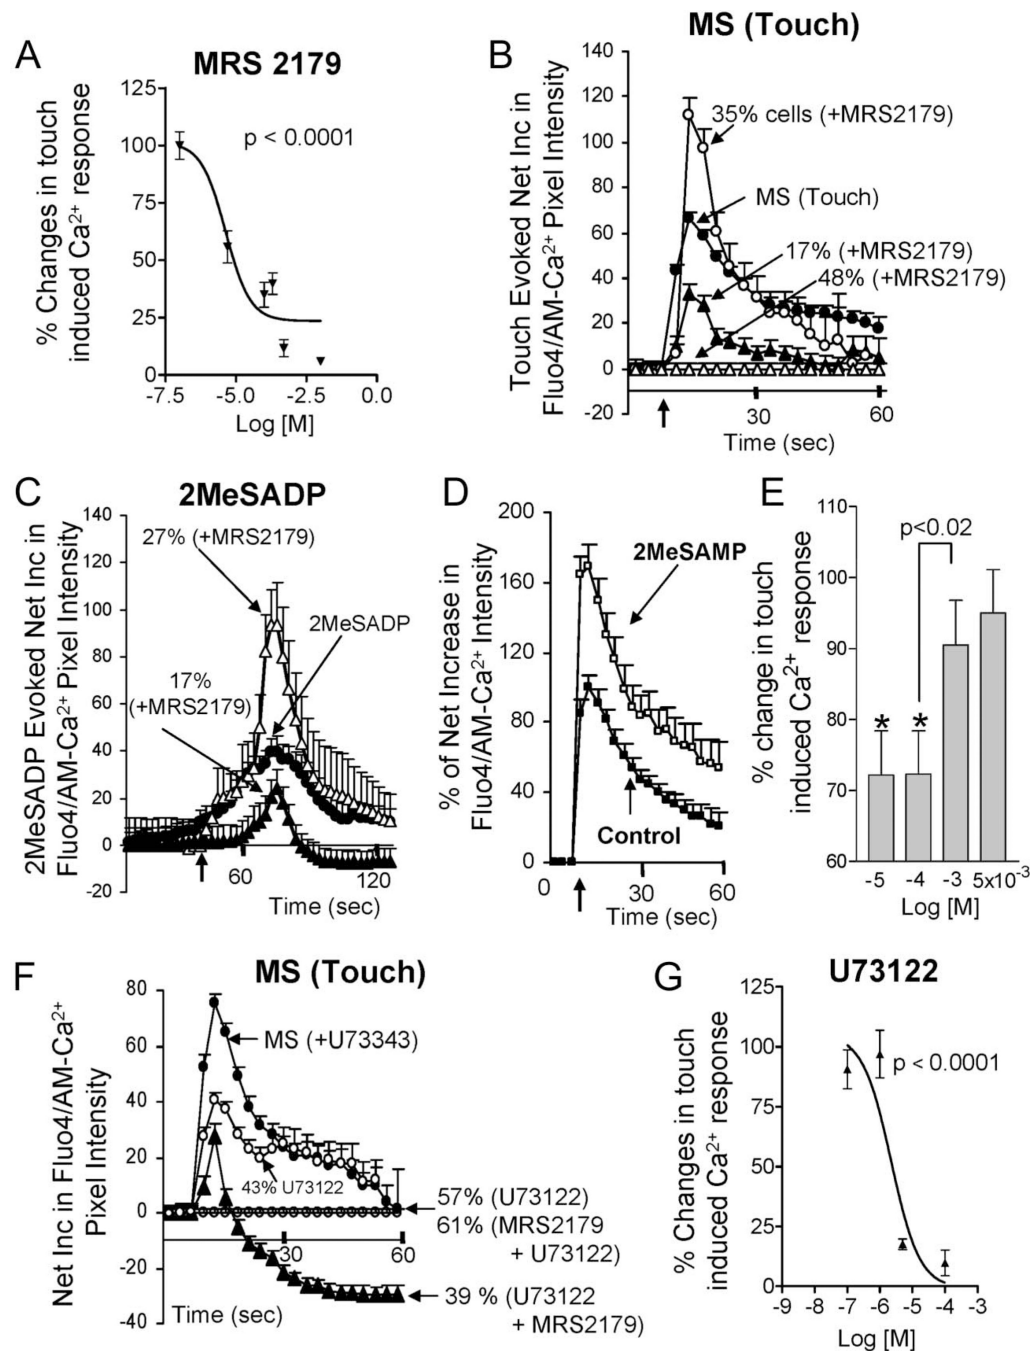 A
MRS 2179
% Changes in touch
induced Ca²⁺ response
125
100
75
50
25
0
p < 0.0001
-7.5 -5.0 -2.5 0.0
Log [M]
B
MS (Touch)
Touch Evoked Net Inc in
Fluo4/AM-Ca²⁺ Pixel Intensity
140
120
100
80
60
40
20
0
-20
35% cells (+MRS2179)
MS (Touch)
17% (+MRS2179)
48% (+MRS2179)
30 60
Time (sec)
C
2MeSADP
2MeSADP Evoked Net Inc in
Fluo4/AM-Ca²⁺ Pixel Intensity
140
120
100
80
60
40
20
0
-20
27% (+MRS2179)
2MeSADP
17%
(+MRS2179)
60 120
Time (sec)
D
% of Net Increase in
Fluo4/AM-Ca²⁺ Intensity
200
160
120
80
40
0
2MeSAMP
Control
0 30 60
Time (sec)
E
% change in touch
induced Ca²⁺ response
110
100
90
80
70
60
p<0.02
* *
-5 -4 -3 5x10⁻³
Log [M]
F
MS (Touch)
Net Inc in Fluo4/AM-Ca²⁺
Pixel Intensity
80
60
40
20
0
-20
-40
MS (+U73343)
43% U73122
57% (U73122)
61% (MRS2179
+ U73122)
30 60
39 % (U73122
+ MRS2179)
Time (sec)
G
U73122
% Changes in touch
induced Ca²⁺ response
125
100
75
50
25
0
p < 0.0001
-9 -8 -7 -6 -5 -4 -3
Log [M]